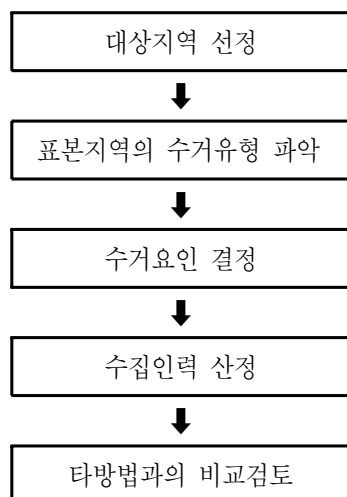 대상지역 선정
표본지역의 수거유형 파악
수거요인 결정
수집인력 산정
타방법과의 비교검토